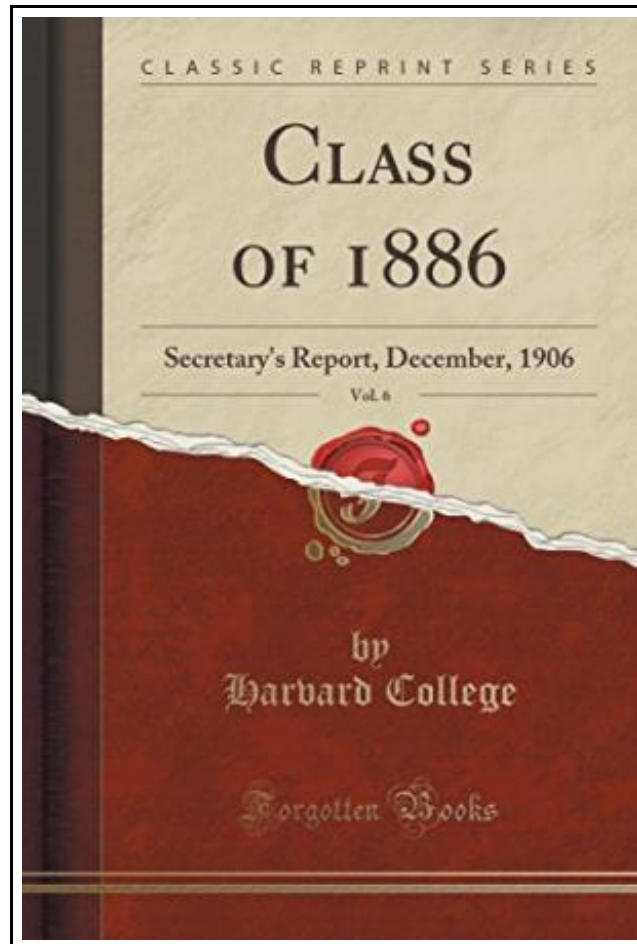 CLASSIC REPRINT SERIES
CLASS
OF 1886
Secretary's Report, December, 1906
Vol. 6
by
Harvard College
Forgotten Books